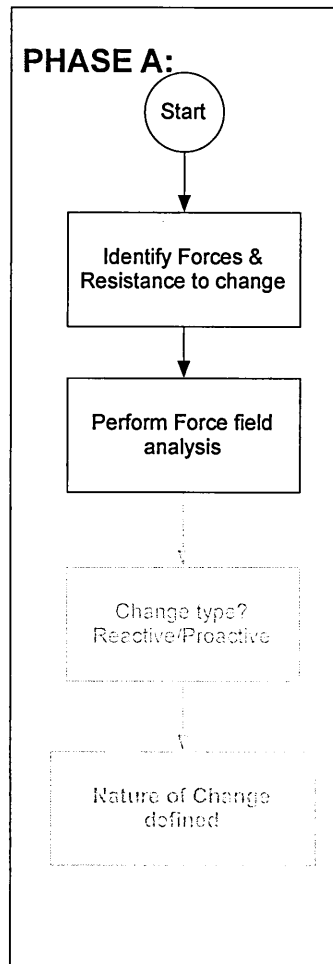 PHASE A:
Start
Identify Forces &
Resistance to change
Perform Force field
analysis
Change type?
Reactive/Proactive
Nature of Change
defined